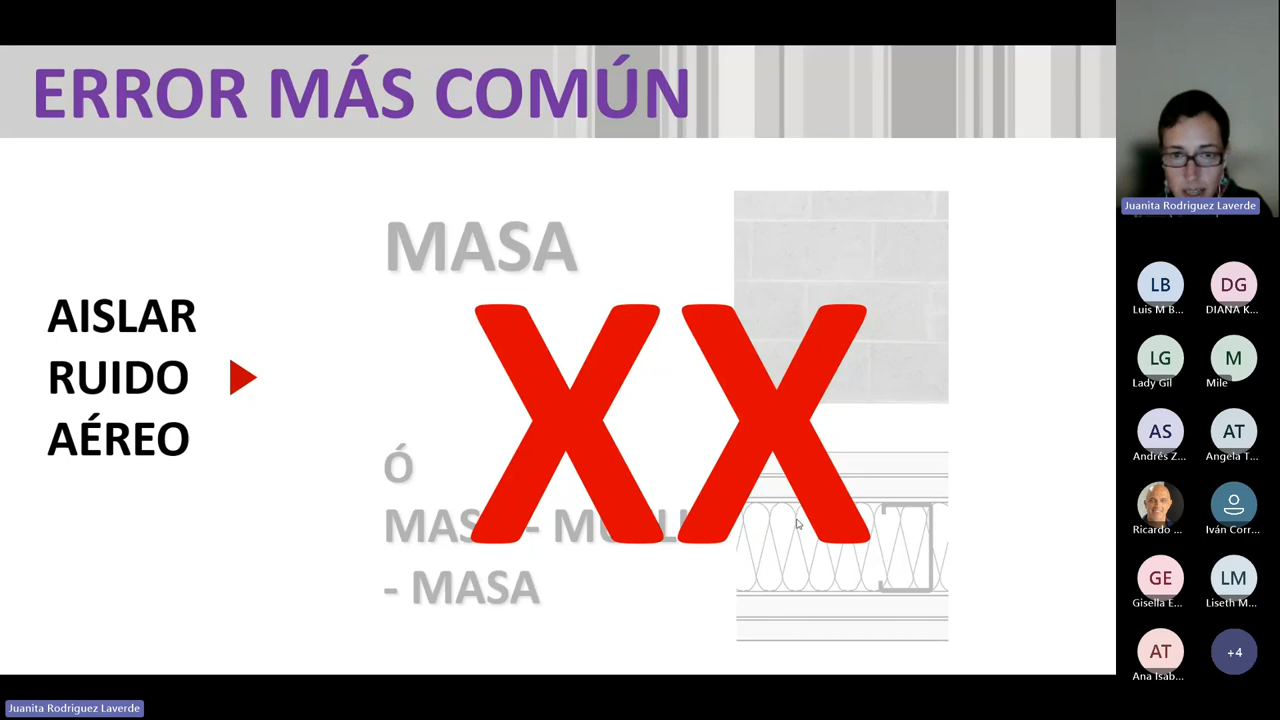 ERROR MÁS COMÚN
MASA
AISLAR
RUIDO
AÉREO
Ó
- MASA
XX
Juanita Rodriguez Laverde
LB
Luis M B...
DG
DIANA K...
LG
Lady Gil
M
Mile
AS
Andrés Z...
AT
Angela T...
Ricardo ...
Iván Corr...
GE
Gisella E...
LM
Liseth M...
AT
Ana Isab...
+4
Juanita Rodriguez Laverde